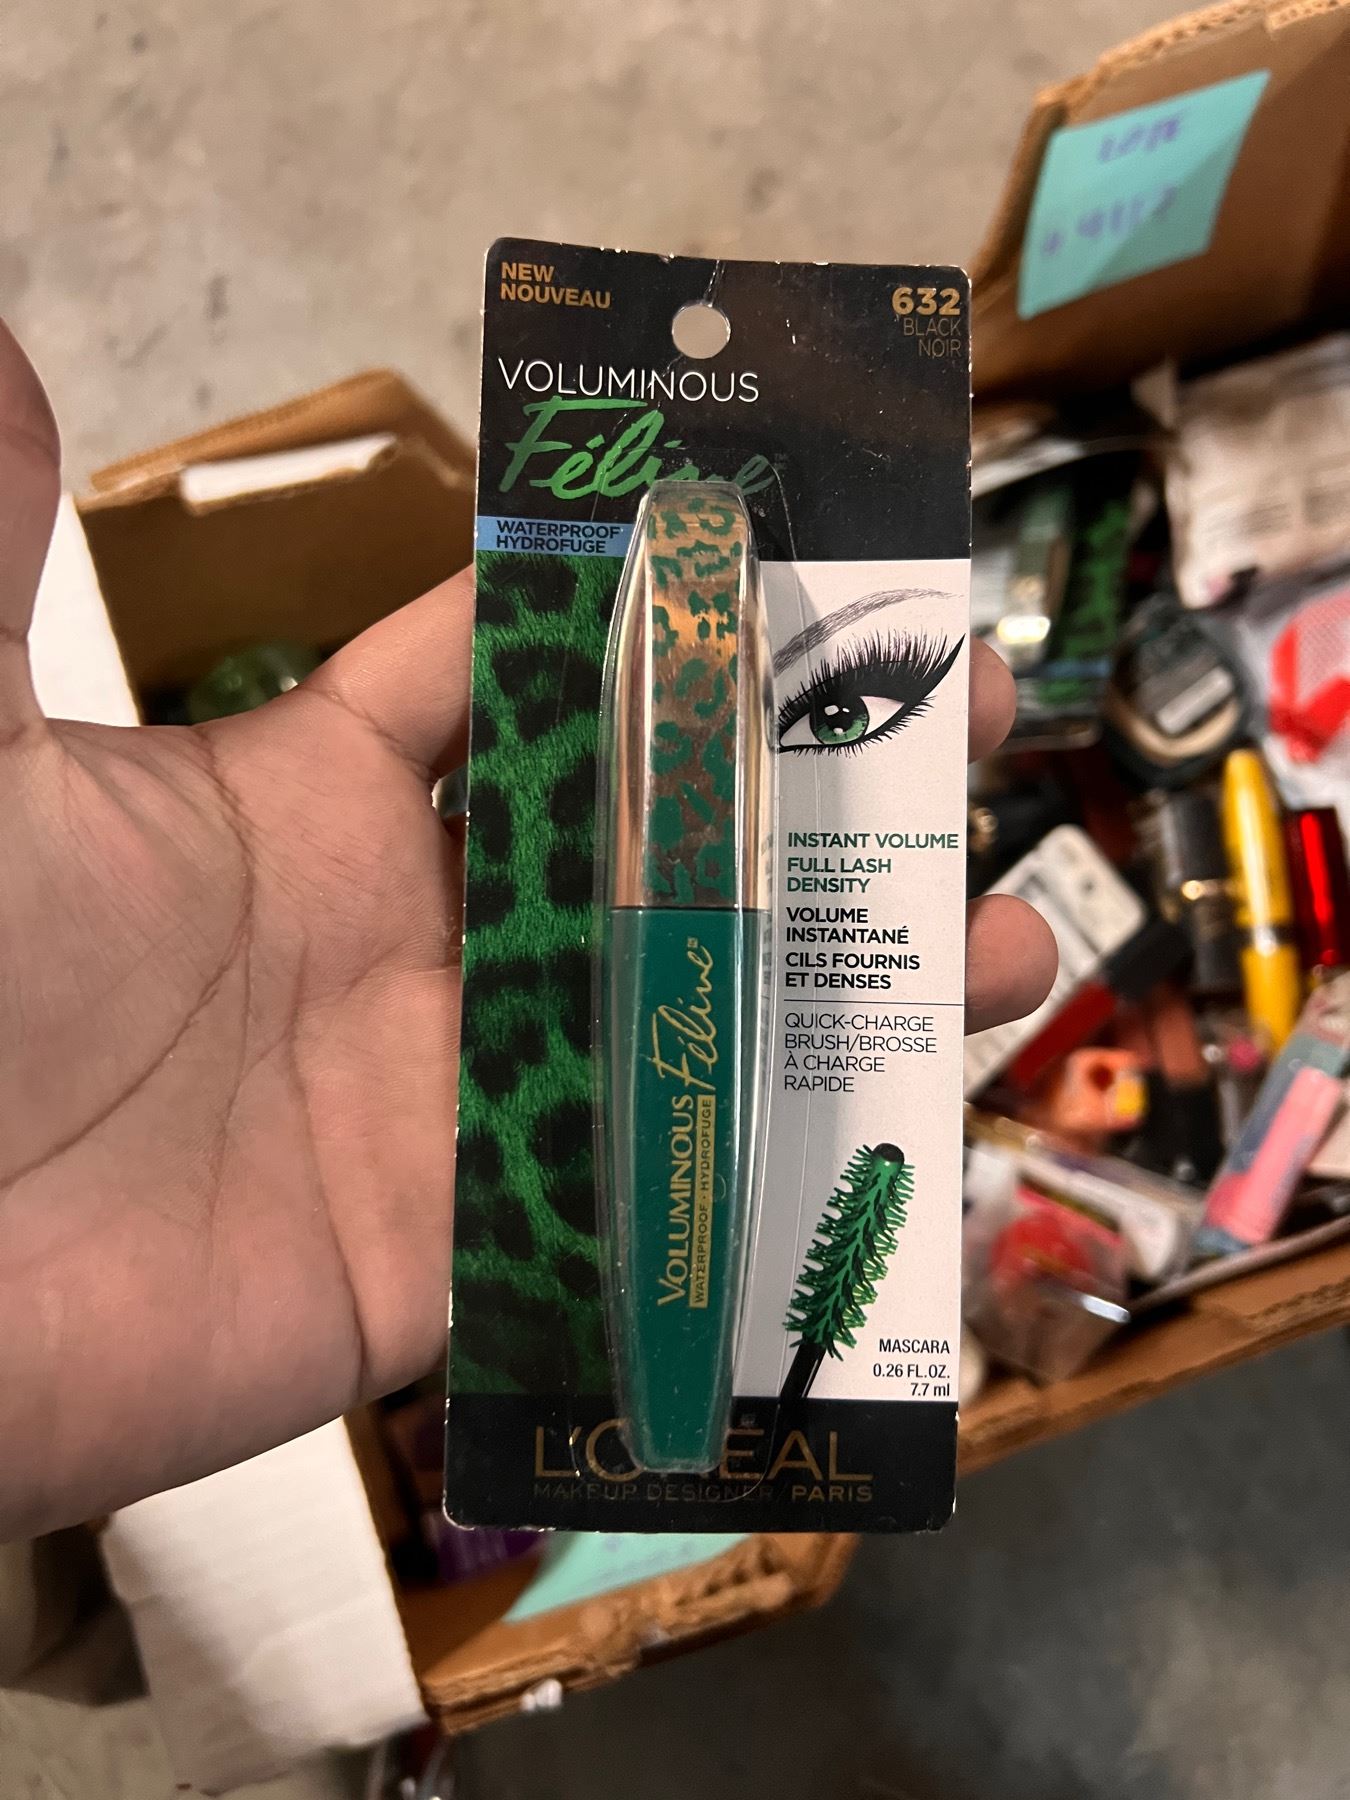 NEW
NOUVEAU
632
BLACK
NOIR
VOLUMINOUS
Féline
WATERPROOF
HYDROFUGE
INSTANT VOLUME
FULL LASH
DENSITY
VOLUME
INSTANTANÉ
CILS FOURNIS
ET DENSES
QUICK-CHARGE
BRUSH/BROSSE
À CHARGE
RAPIDE
VOLUMINOUS Féline
WATERPROOF · HYDROFUGE
MASCARA
0.26 FL.OZ.
7.7 ml
L'ORÉAL
MAKEUP DESIGNER/PARIS